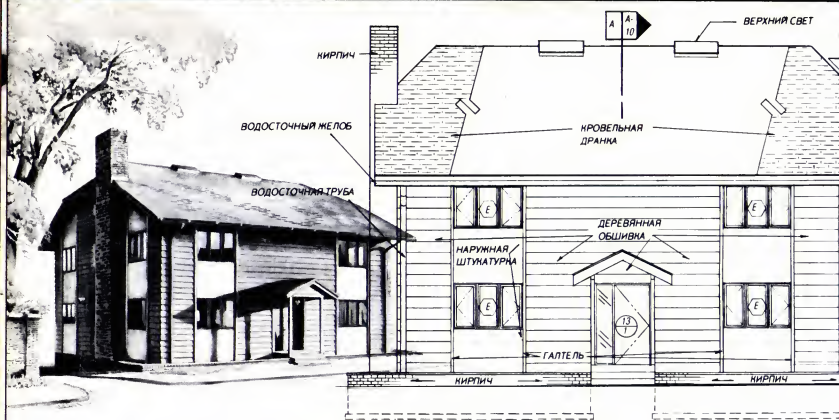 ВЕРХНИЙ СВЕТ
А А-
10
КИРПИЧ
ВОДОСТОЧНЫЙ ЖЕЛОБ
КРОВЕЛЬНАЯ
ДРАНКА
ВОДОСТОЧНАЯ ТРУБА
Е
Е
ДЕРЕВЯННАЯ
ОБШИВКА
НАРУЖНАЯ
ШТУКАТУРКА
Е
Е
13
1
ГАЛТЕЛЬ
КИРПИЧ
КИРПИЧ